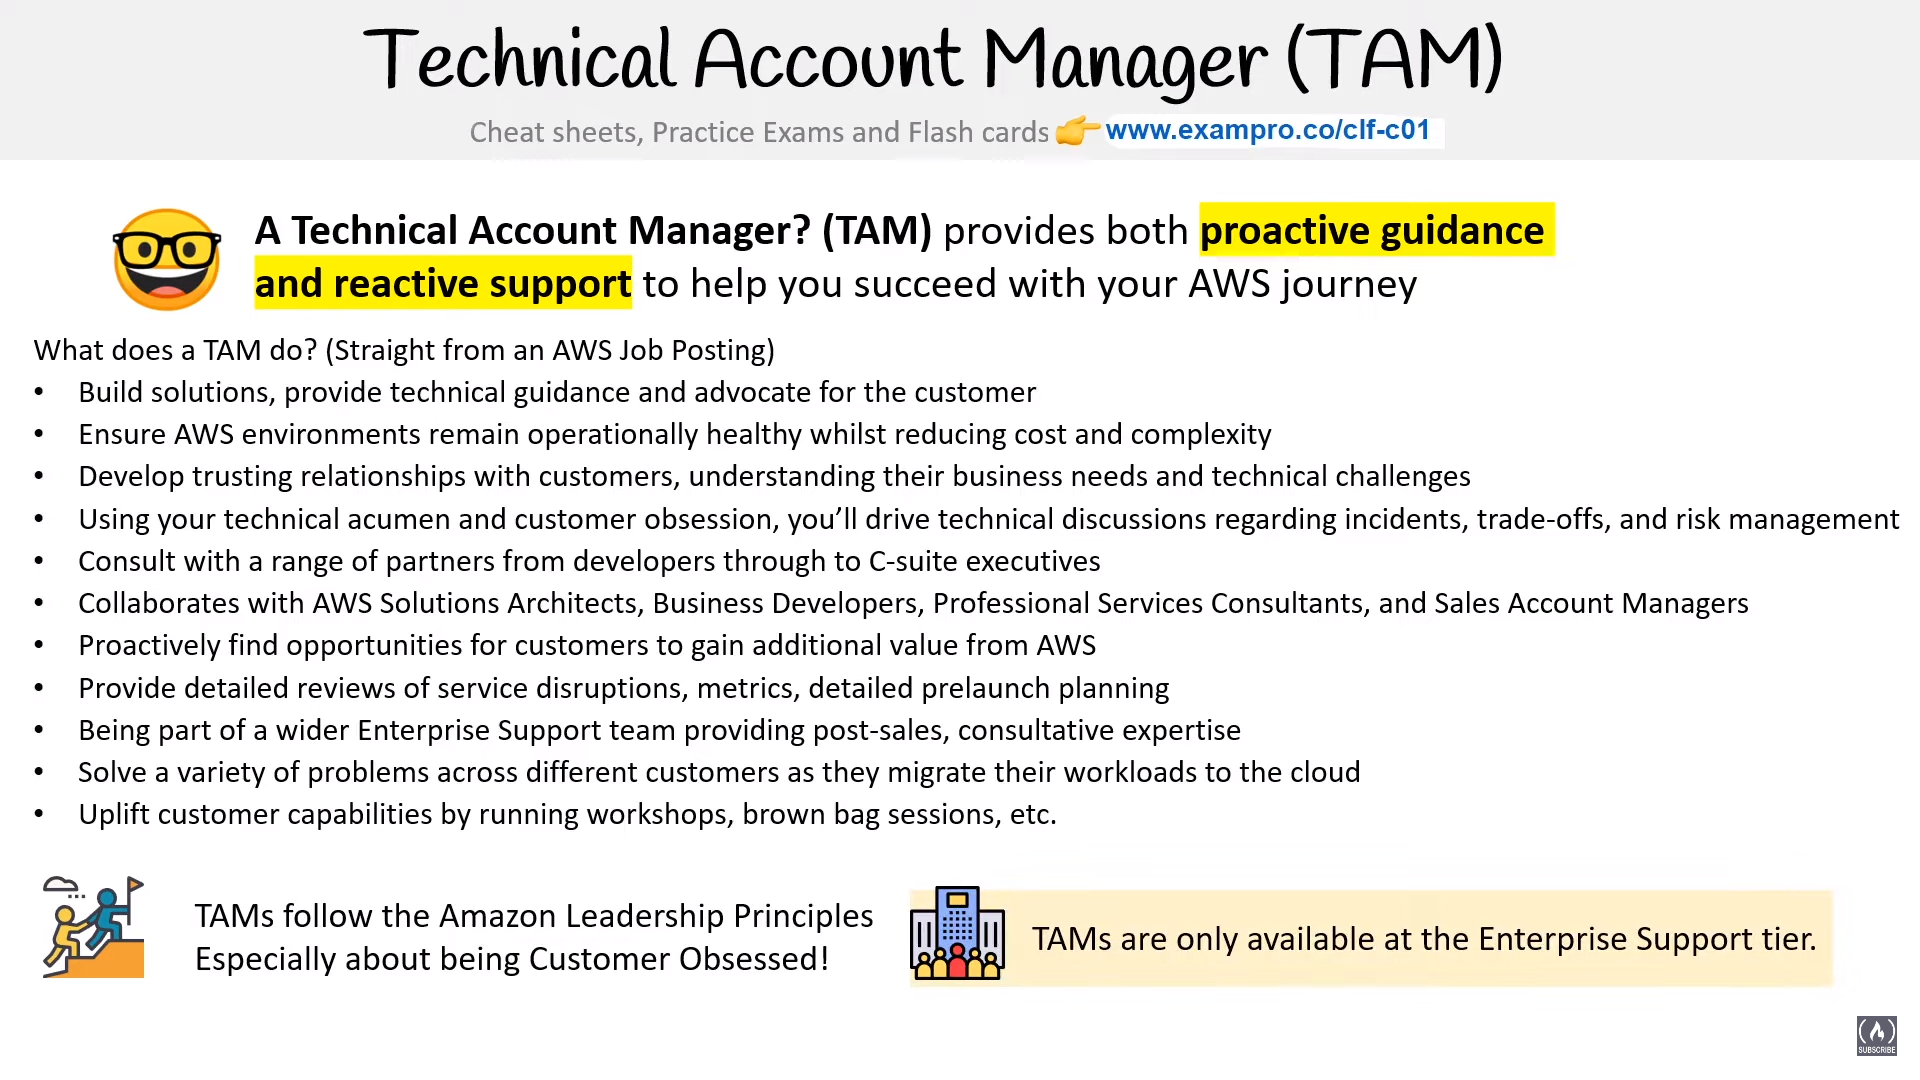 Technical Account Manager (TAM)
Cheat sheets, Practice Exams and Flash cards 👉 www.exampro.co/clf-c01
A Technical Account Manager? (TAM) provides both proactive guidance
and reactive support to help you succeed with your AWS journey
What does a TAM do? (Straight from an AWS Job Posting)
• Build solutions, provide technical guidance and advocate for the customer
• Ensure AWS environments remain operationally healthy whilst reducing cost and complexity
• Develop trusting relationships with customers, understanding their business needs and technical challenges
• Using your technical acumen and customer obsession, you’ll drive technical discussions regarding incidents, trade-offs, and risk management
• Consult with a range of partners from developers through to C-suite executives
• Collaborates with AWS Solutions Architects, Business Developers, Professional Services Consultants, and Sales Account Managers
• Proactively find opportunities for customers to gain additional value from AWS
• Provide detailed reviews of service disruptions, metrics, detailed prelaunch planning
• Being part of a wider Enterprise Support team providing post-sales, consultative expertise
• Solve a variety of problems across different customers as they migrate their workloads to the cloud
• Uplift customer capabilities by running workshops, brown bag sessions, etc.
TAMs follow the Amazon Leadership Principles
Especially about being Customer Obsessed!
TAMs are only available at the Enterprise Support tier.
SUBSCRIBE